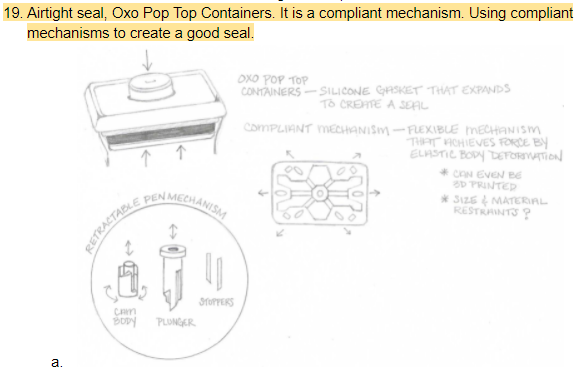 19. Airtight seal, Oxo Pop Top Containers. It is a compliant mechanism. Using compliant
mechanisms to create a good seal.
OXO POP TOP
CONTAINERS — SILICONE GASKET THAT EXPANDS
TO CREATE A SEAL
COMPLIANT MECHANISM — FLEXIBLE MECHANISM
THAT ACHIEVES FORCE BY
ELASTIC BODY DEFORMATION
* CAN EVEN BE
3D PRINTED
* SIZE & MATERIAL
RESTRAINTS?
RETRACTABLE PEN MECHANISM
CAM
BODY
PLUNGER
STOPPERS
a.